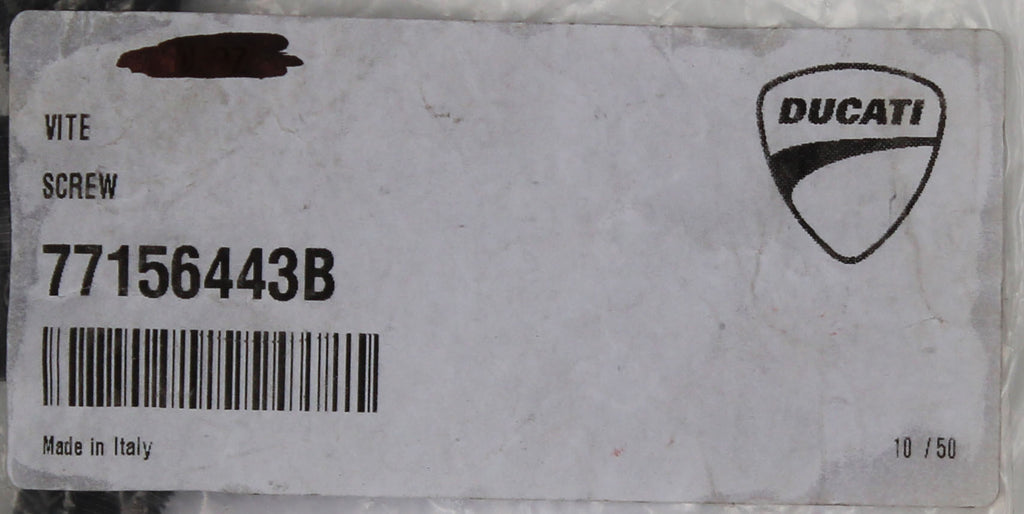 DUCATI
VITE
SCREW
77156443B
Made in Italy
10 / 50